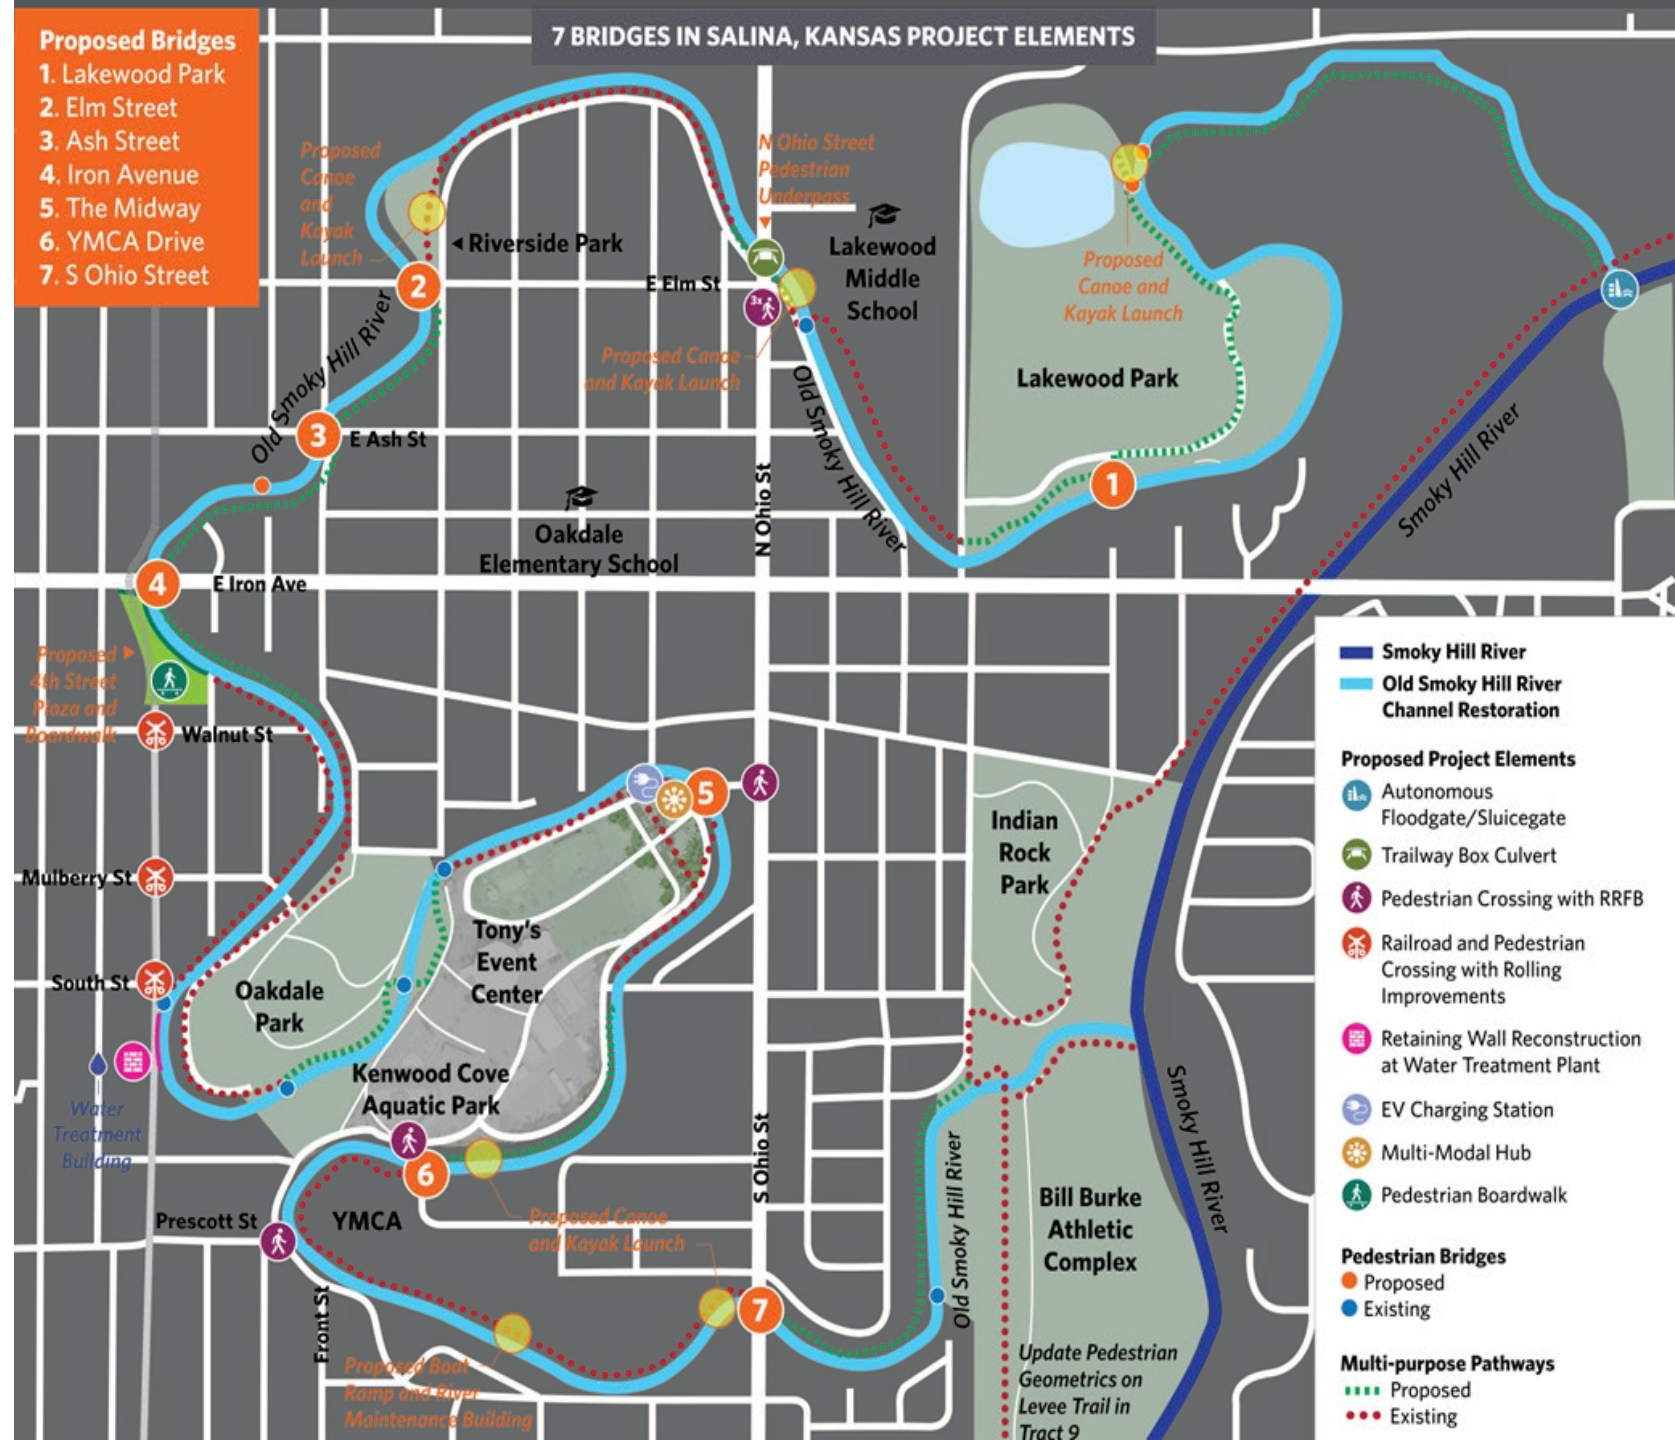 7 BRIDGES IN SALINA, KANSAS PROJECT ELEMENTS
Proposed Bridges
1. Lakewood Park
2. Elm Street
3. Ash Street
4. Iron Avenue
5. The Midway
6. YMCA Drive
7. S Ohio Street
Proposed
Canoe
and
Kayak
Launch
Riverside Park
N Ohio Street
Pedestrian
Underpass
Lakewood
Middle
School
E Elm St
3x
2
Proposed Canoe
and Kayak Launch
Proposed
Canoe and
Kayak Launch
Lakewood Park
1
Old Smoky Hill River
3
E Ash St
Old Smoky Hill River
N Ohio St
Oakdale
Elementary School
Smoky Hill River
4
E Iron Ave
Proposed
4th Street
Plaza and
Boardwalk
Walnut St
5
Mulberry St
Indian
Rock
Park
South St
Oakdale
Park
Tony's
Event
Center
Kenwood Cove
Aquatic Park
Water
Treatment
Building
6
YMCA
Prescott St
Front St
S Ohio St
Proposed Canoe
and Kayak Launch
7
Old Smoky Hill River
Smoky Hill River
Bill Burke
Athletic
Complex
Proposed Boat
Ramp and River
Maintenance Building
Update Pedestrian
Geometrics on
Levee Trail in
Tract 9
Smoky Hill River
Old Smoky Hill River
Channel Restoration
Proposed Project Elements
Autonomous
Floodgate/Sluicegate
Trailway Box Culvert
Pedestrian Crossing with RRFB
Railroad and Pedestrian
Crossing with Rolling
Improvements
Retaining Wall Reconstruction
at Water Treatment Plant
EV Charging Station
Multi-Modal Hub
Pedestrian Boardwalk
Pedestrian Bridges
Proposed
Existing
Multi-purpose Pathways
Proposed
Existing